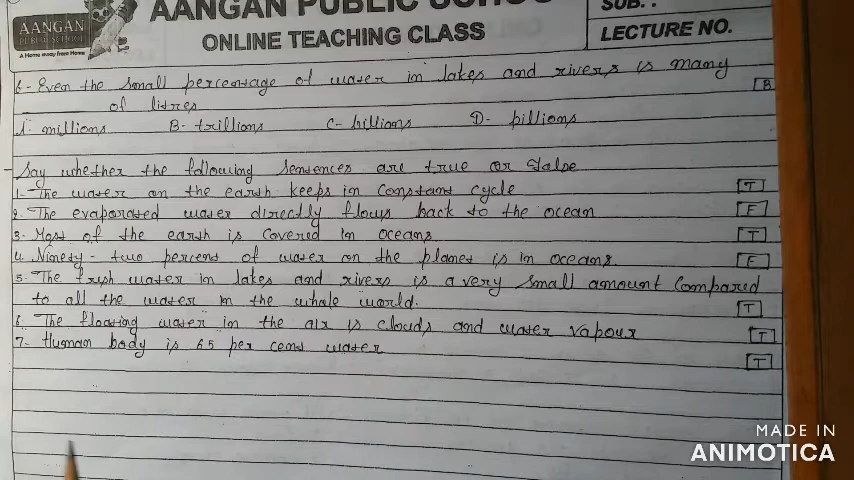 AANGAN PUBLIC SCHOO
SUB. :
AANGAN
PUBLIC SCHOOL
A Home away from Home
ONLINE TEACHING CLASS
LECTURE NO.
6- Even the small percentage of water in lakes and rivers is many
of litres
B
A- millions B- trillions C- billions D- pillions
Say whether the following sentences are true or false
1- The water on the earth keeps in constant cycle T
2- The evaporated water directly flows back to the ocean F
3- Most of the earth is covered in oceans. T
4- Ninety-two percent of water on the planet is in oceans. F
5- The fresh water in lakes and rivers is a very small amount compared
to all the water in the whole world. T
6- The floating water in the air is clouds and water vapour T
7- Human body is 65 per cent water T
MADE IN
ANIMOTICA